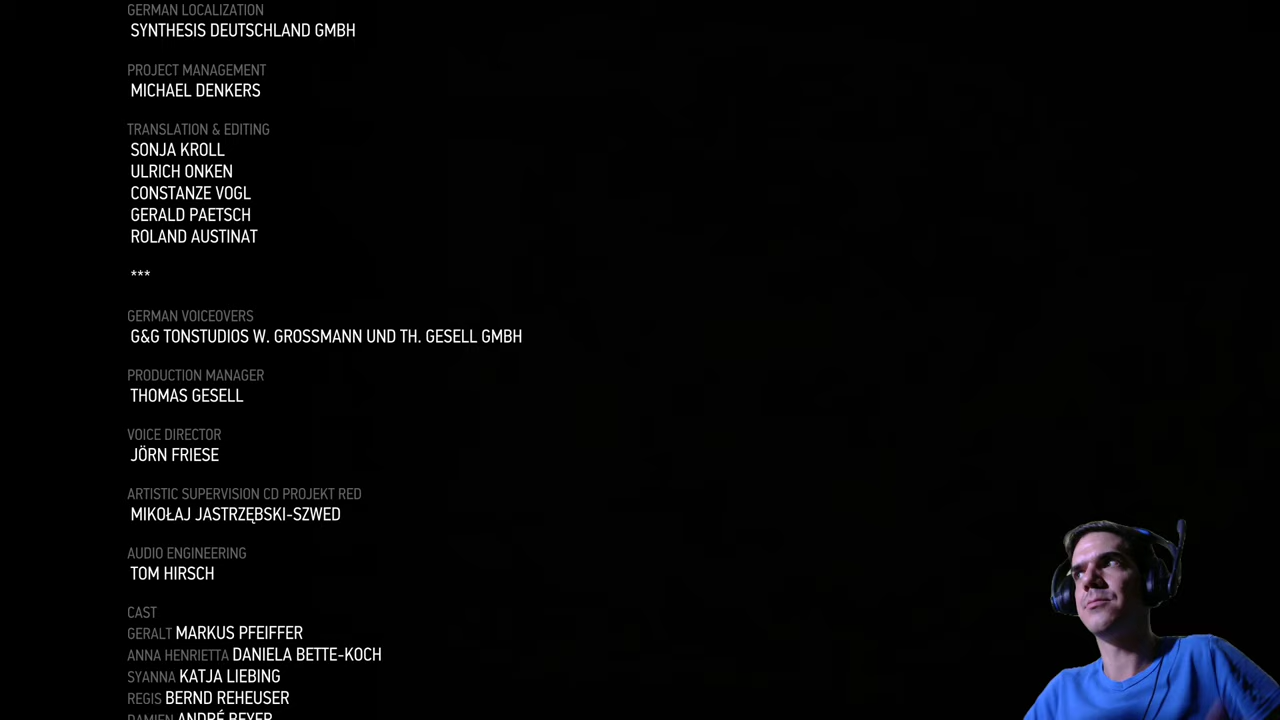 GERMAN LOCALIZATION
SYNTHESIS DEUTSCHLAND GMBH
PROJECT MANAGEMENT
MICHAEL DENKERS
TRANSLATION & EDITING
SONJA KROLL
ULRICH ONKEN
CONSTANZE VOGL
GERALD PAETSCH
ROLAND AUSTINAT
***
GERMAN VOICEOVERS
G&G TONSTUDIOS W. GROSSMANN UND TH. GESELL GMBH
PRODUCTION MANAGER
THOMAS GESELL
VOICE DIRECTOR
JÖRN FRIESE
ARTISTIC SUPERVISION CD PROJEKT RED
MIKOŁAJ JASTRZĘBSKI-SZWED
AUDIO ENGINEERING
TOM HIRSCH
CAST
GERALT MARKUS PFEIFFER
ANNA HENRIETTA DANIELA BETTE-KOCH
SYANNA KATJA LIEBING
REGIS BERND REHEUSER
DAMIEN ANDRÉ BEYER